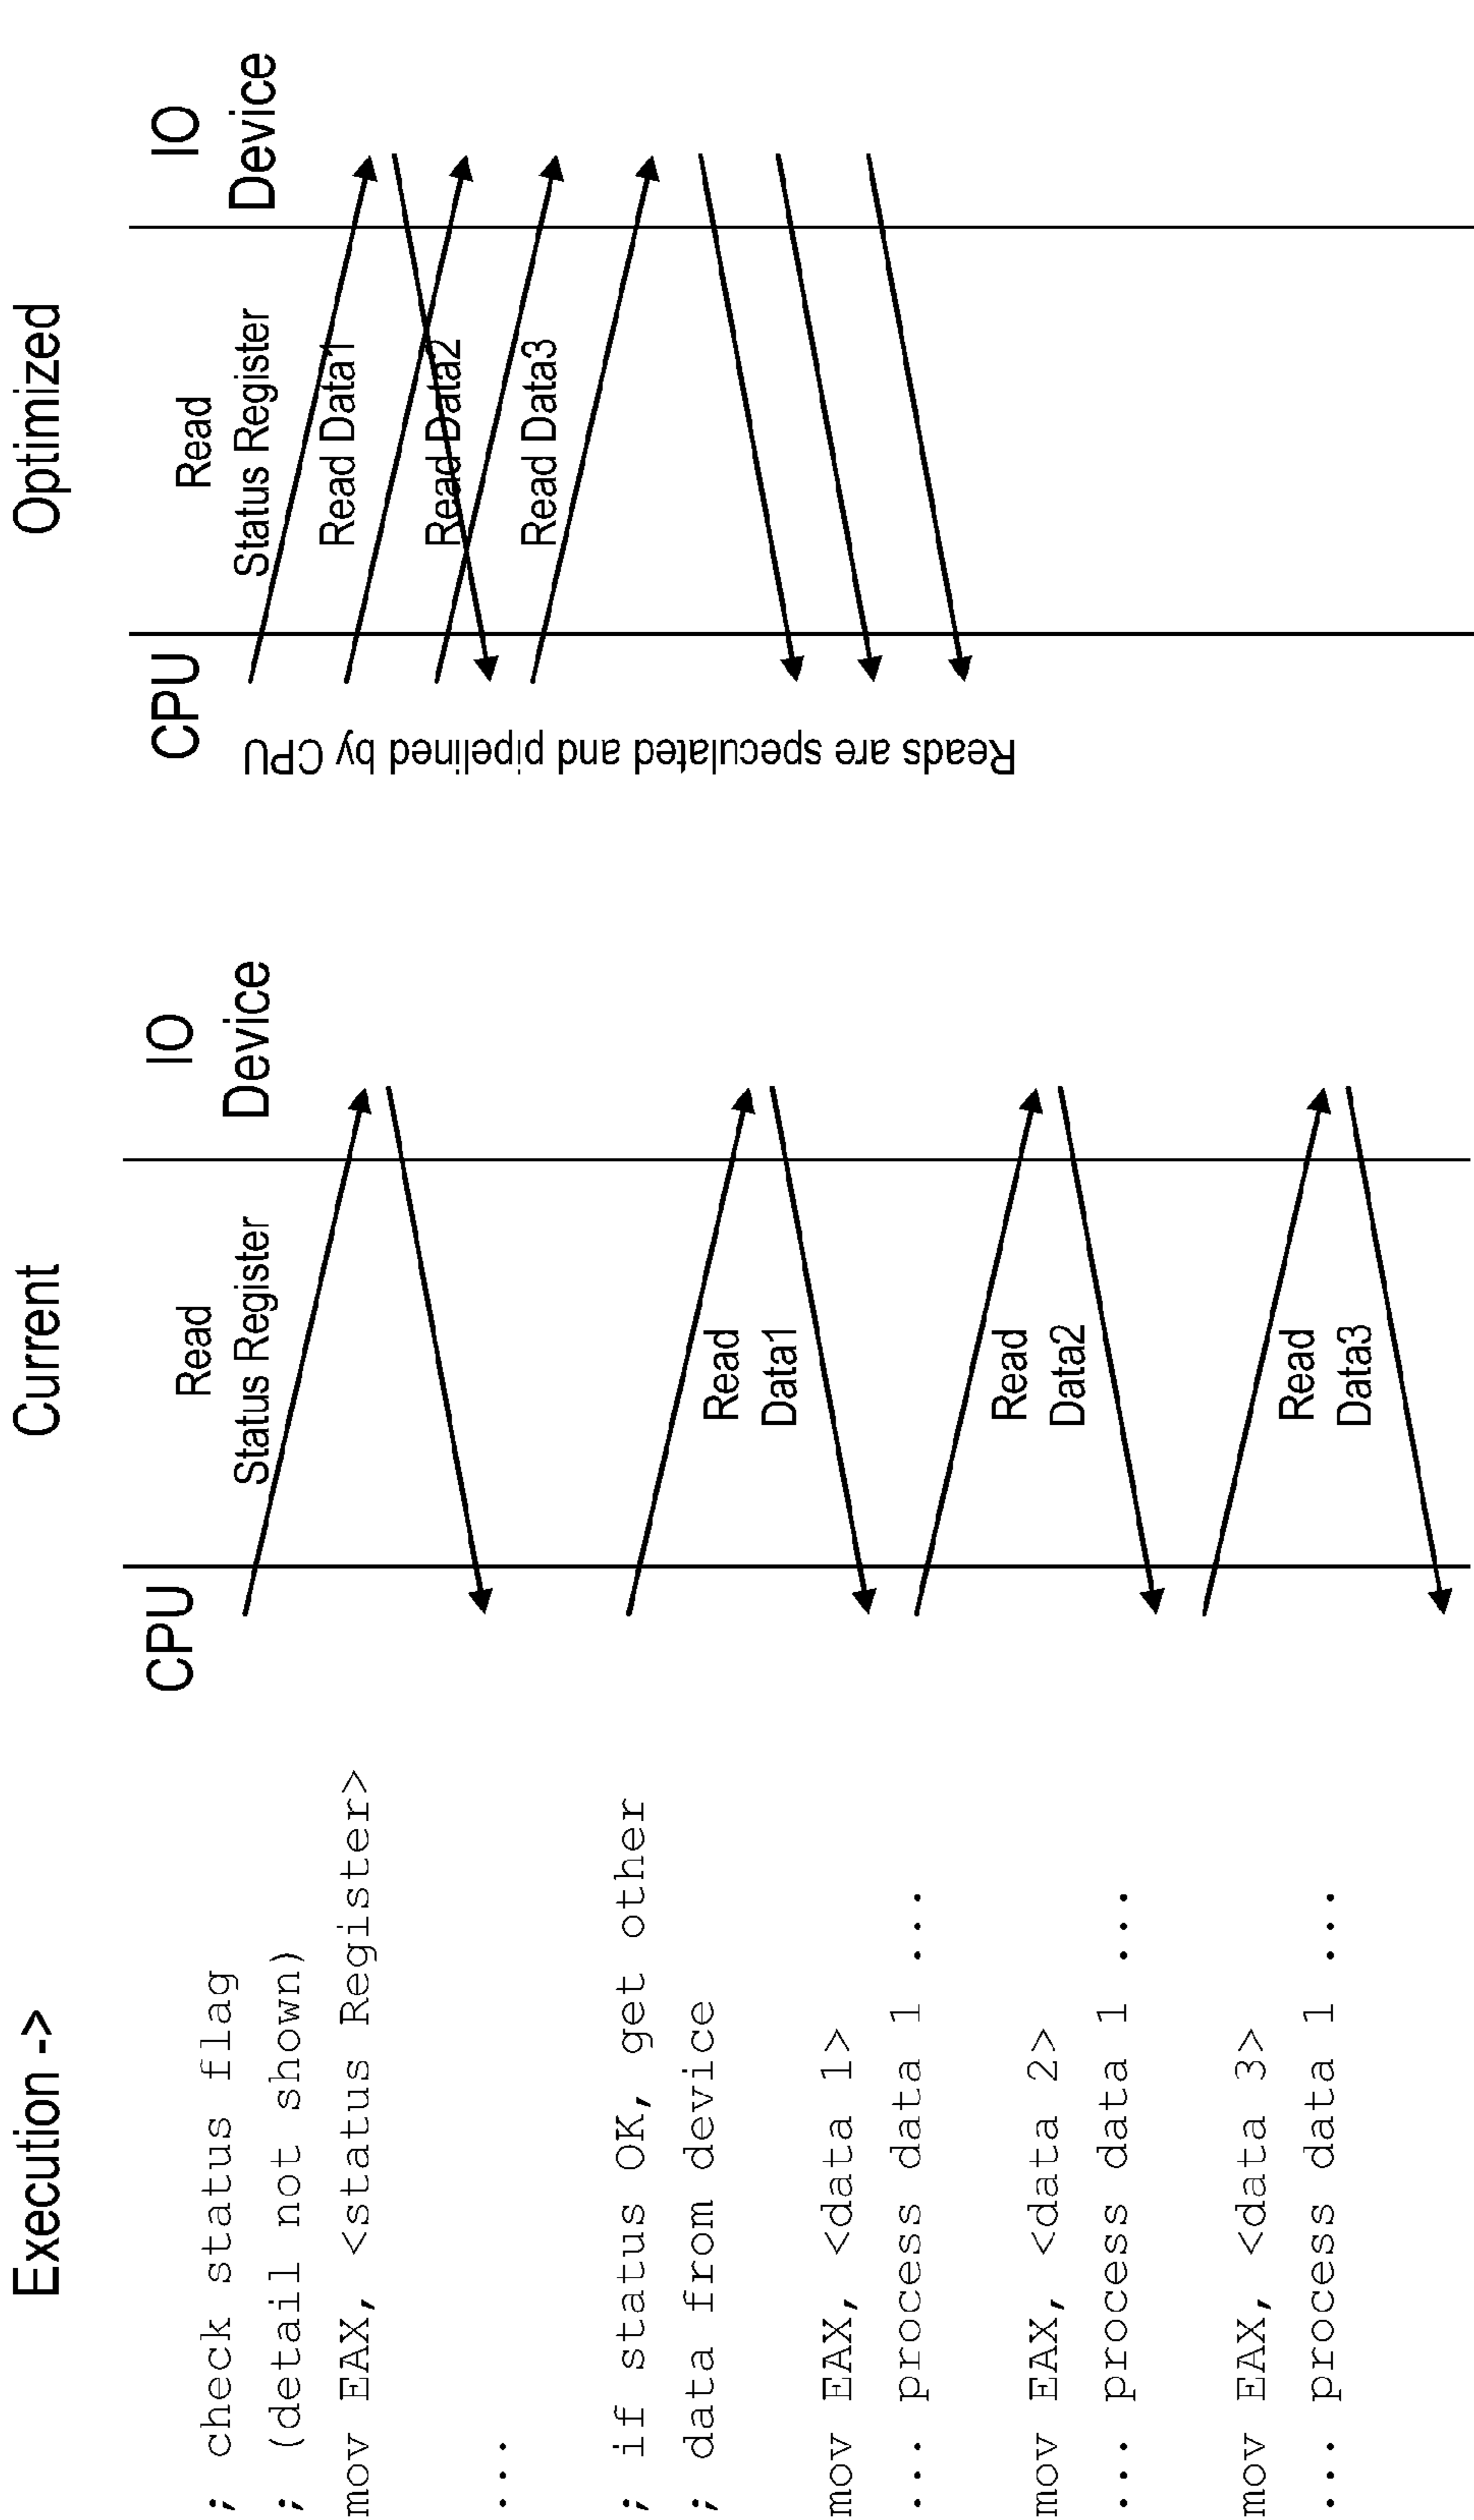 Execution ->
; check status flag
; (detail not shown)
mov EAX, <status Register>
...
; if status OK, get other
; data from device
mov EAX, <data 1>
... process data 1 ...
mov EAX, <data 2>
... process data 1 ...
mov EAX, <data 3>
... process data 1 ...
Current
CPU
IO
Device
Read
Status Register
Read
Data1
Read
Data2
Read
Data3
Optimized
CPU
IO
Device
Read
Status Register
Read Data1
Read Data2
Read Data3
Reads are speculated and pipelined by CPU